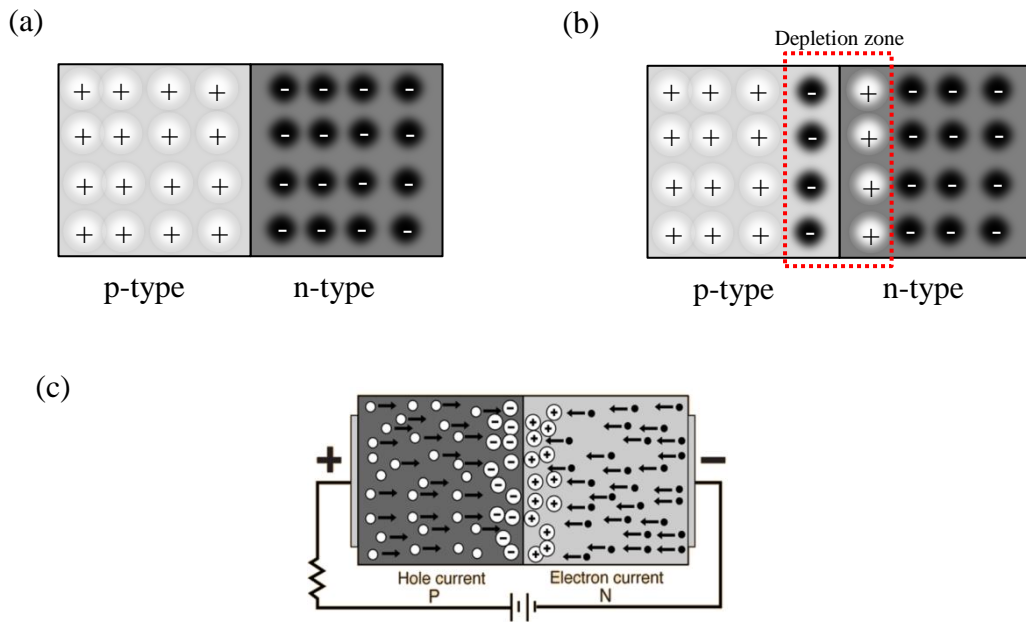 (a)
(b)
Depletion zone
+ + + + - - - -
+ + + + - - - -
+ + + + - - - -
+ + + + - - - -
+ + + - + - - -
+ + + - + - - -
+ + + - + - - -
+ + + - + - - -
p-type n-type
p-type n-type
(c)
+ −
Hole current Electron current
P N